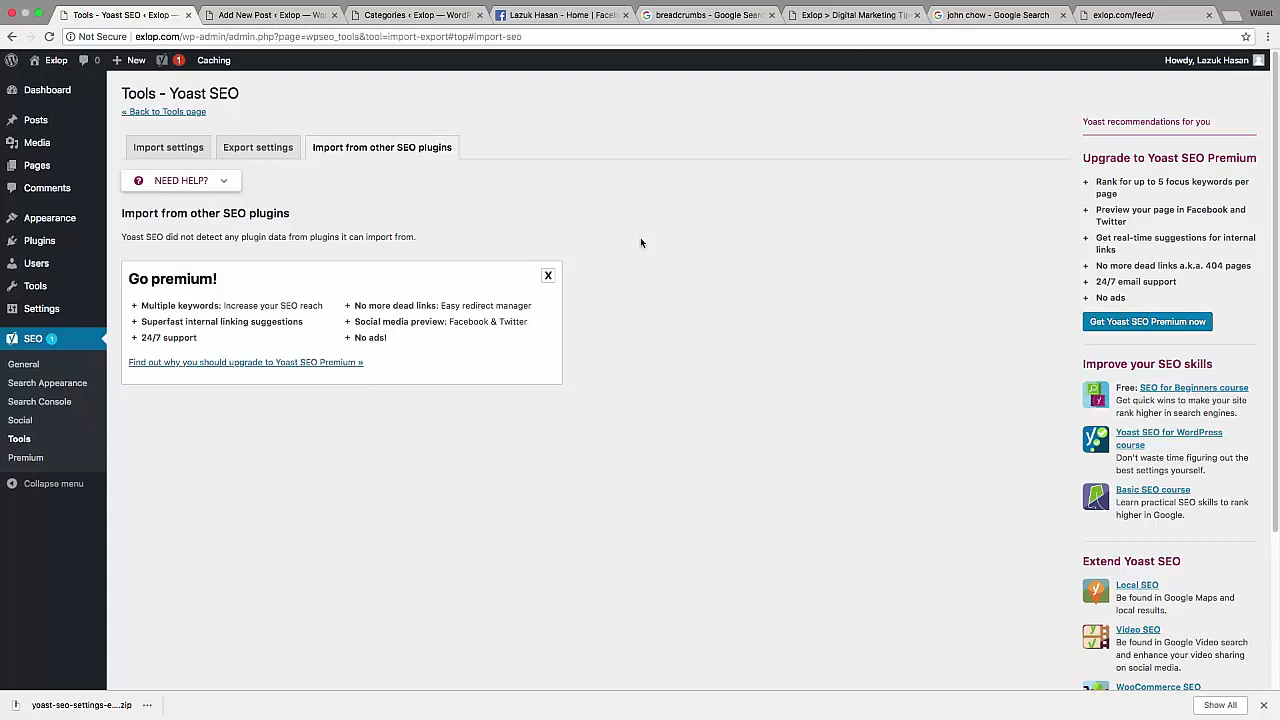 Tools - Yoast SEO ‹ Exlop —
Add New Post ‹ Exlop — Wor
Categories ‹ Exlop — WordP
Lazuk Hasan - Home | Faceb
breadcrumbs - Google Sear
Exlop > Digital Marketing Tip
john chow - Google Search
exlop.com/feed/
Wallet
Not Secure
exlop.com/wp-admin/admin.php?page=wpseo_tools&tool=import-export#top#import-seo
Exlop
0
New
1
Caching
Howdy, Lazuk Hasan
Dashboard
Posts
Media
Pages
Comments
Appearance
Plugins
Users
Tools
Settings
SEO 1
General
Search Appearance
Search Console
Social
Tools
Premium
Collapse menu
Tools - Yoast SEO
« Back to Tools page
Import settings
Export settings
Import from other SEO plugins
NEED HELP?
Import from other SEO plugins
Yoast SEO did not detect any plugin data from plugins it can import from.
Go premium!
X
+ Multiple keywords: Increase your SEO reach
+ Superfast internal linking suggestions
+ 24/7 support
+ No more dead links: Easy redirect manager
+ Social media preview: Facebook & Twitter
+ No ads!
Find out why you should upgrade to Yoast SEO Premium »
Yoast recommendations for you
Upgrade to Yoast SEO Premium
+ Rank for up to 5 focus keywords per
page
+ Preview your page in Facebook and
Twitter
+ Get real-time suggestions for internal
links
+ No more dead links a.k.a. 404 pages
+ 24/7 email support
+ No ads
Get Yoast SEO Premium now
Improve your SEO skills
Free: SEO for Beginners course
Get quick wins to make your site
rank higher in search engines.
Yoast SEO for WordPress
course
Don't waste time figuring out the
best settings yourself.
Basic SEO course
Learn practical SEO skills to rank
higher in Google.
Extend Yoast SEO
Local SEO
Be found in Google Maps and
local results.
Video SEO
Be found in Google Video search
and enhance your video sharing
on social media.
WooCommerce SEO
yoast-seo-settings-e....zip
Show All